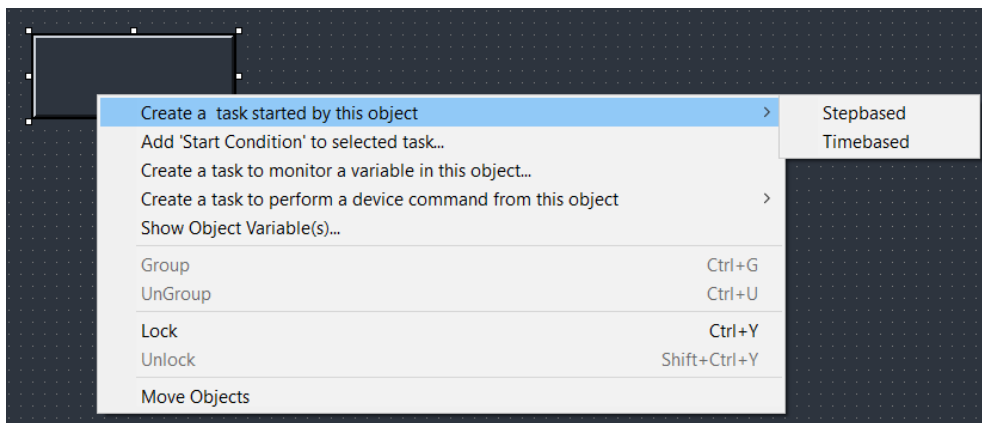 Create a  task started by this object
Stepbased
Add 'Start Condition' to selected task...
Timebased
Create a task to monitor a variable in this object...
Create a task to perform a device command from this object
Show Object Variable(s)...
Group Ctrl+G
UnGroup Ctrl+U
Lock Ctrl+Y
Unlock Shift+Ctrl+Y
Move Objects